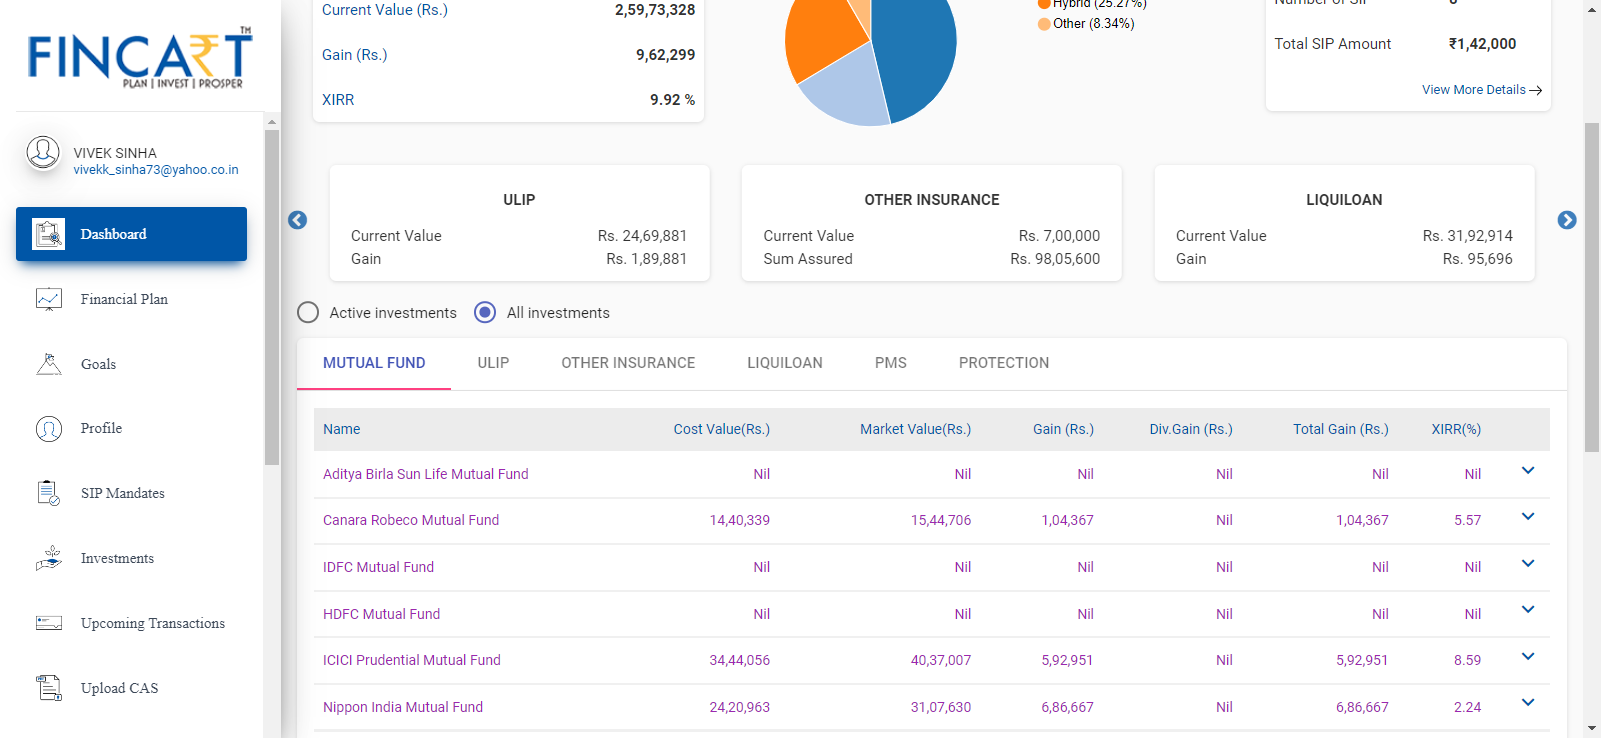 FINCART™
PLAN | INVEST | PROSPER
VIVEK SINHA
vivekk_sinha73@yahoo.co.in
Dashboard
Financial Plan
Goals
Profile
SIP Mandates
Investments
Upcoming Transactions
Upload CAS
Current Value (Rs.) 2,59,73,328
Gain (Rs.) 9,62,299
XIRR 9.92 %
Hybrid (25.27%)
Other (8.34%)
Number of SIP
Total SIP Amount ₹1,42,000
View More Details
ULIP
Current Value Rs. 24,69,881
Gain Rs. 1,89,881
OTHER INSURANCE
Current Value Rs. 7,00,000
Sum Assured Rs. 98,05,600
LIQUILOAN
Current Value Rs. 31,92,914
Gain Rs. 95,696
Active investments All investments
MUTUAL FUND ULIP OTHER INSURANCE LIQUILOAN PMS PROTECTION
Name Cost Value(Rs.) Market Value(Rs.) Gain (Rs.) Div.Gain (Rs.) Total Gain (Rs.) XIRR(%)
Aditya Birla Sun Life Mutual Fund Nil Nil Nil Nil Nil Nil
Canara Robeco Mutual Fund 14,40,339 15,44,706 1,04,367 Nil 1,04,367 5.57
IDFC Mutual Fund Nil Nil Nil Nil Nil Nil
HDFC Mutual Fund Nil Nil Nil Nil Nil Nil
ICICI Prudential Mutual Fund 34,44,056 40,37,007 5,92,951 Nil 5,92,951 8.59
Nippon India Mutual Fund 24,20,963 31,07,630 6,86,667 Nil 6,86,667 2.24